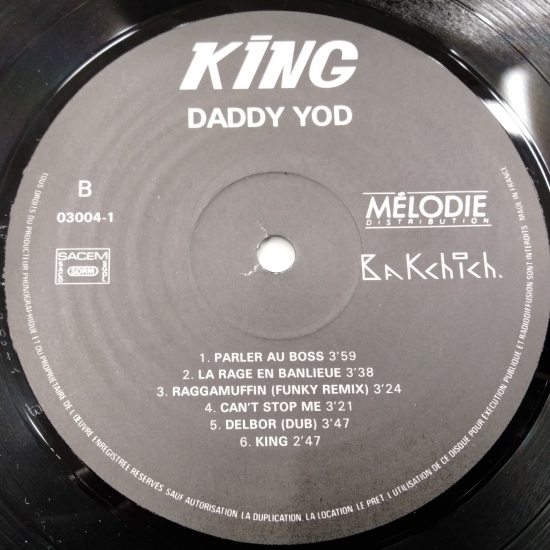 KING
DADDY YOD
B
03004-1
SACEM
SACD
SDRM
SGDL
MÉLODIE
DISTRIBUTION
BaKchich.
1. PARLER AU BOSS 3'59
2. LA RAGE EN BANLIEUE 3'38
3. RAGGAMUFFIN (FUNKY REMIX) 3'24
4. CAN'T STOP ME 3'21
5. DELBOR (DUB) 3'47
6. KING 2'47
TOUS DROITS DU PRODUCTEUR PHONOGRAPHIQUE ET DU PROPRIETAIRE DE L'ŒUVRE ENREGISTREE RESERVES SAUF AUTORISATION. LA DUPLICATION. LA LOCATION. LE PRET. L'UTILISATION DE CE DISQUE POUR EXECUTION PUBLIQUE ET RADIODIFFUSION SONT INTERDITS MADE IN FRANCE